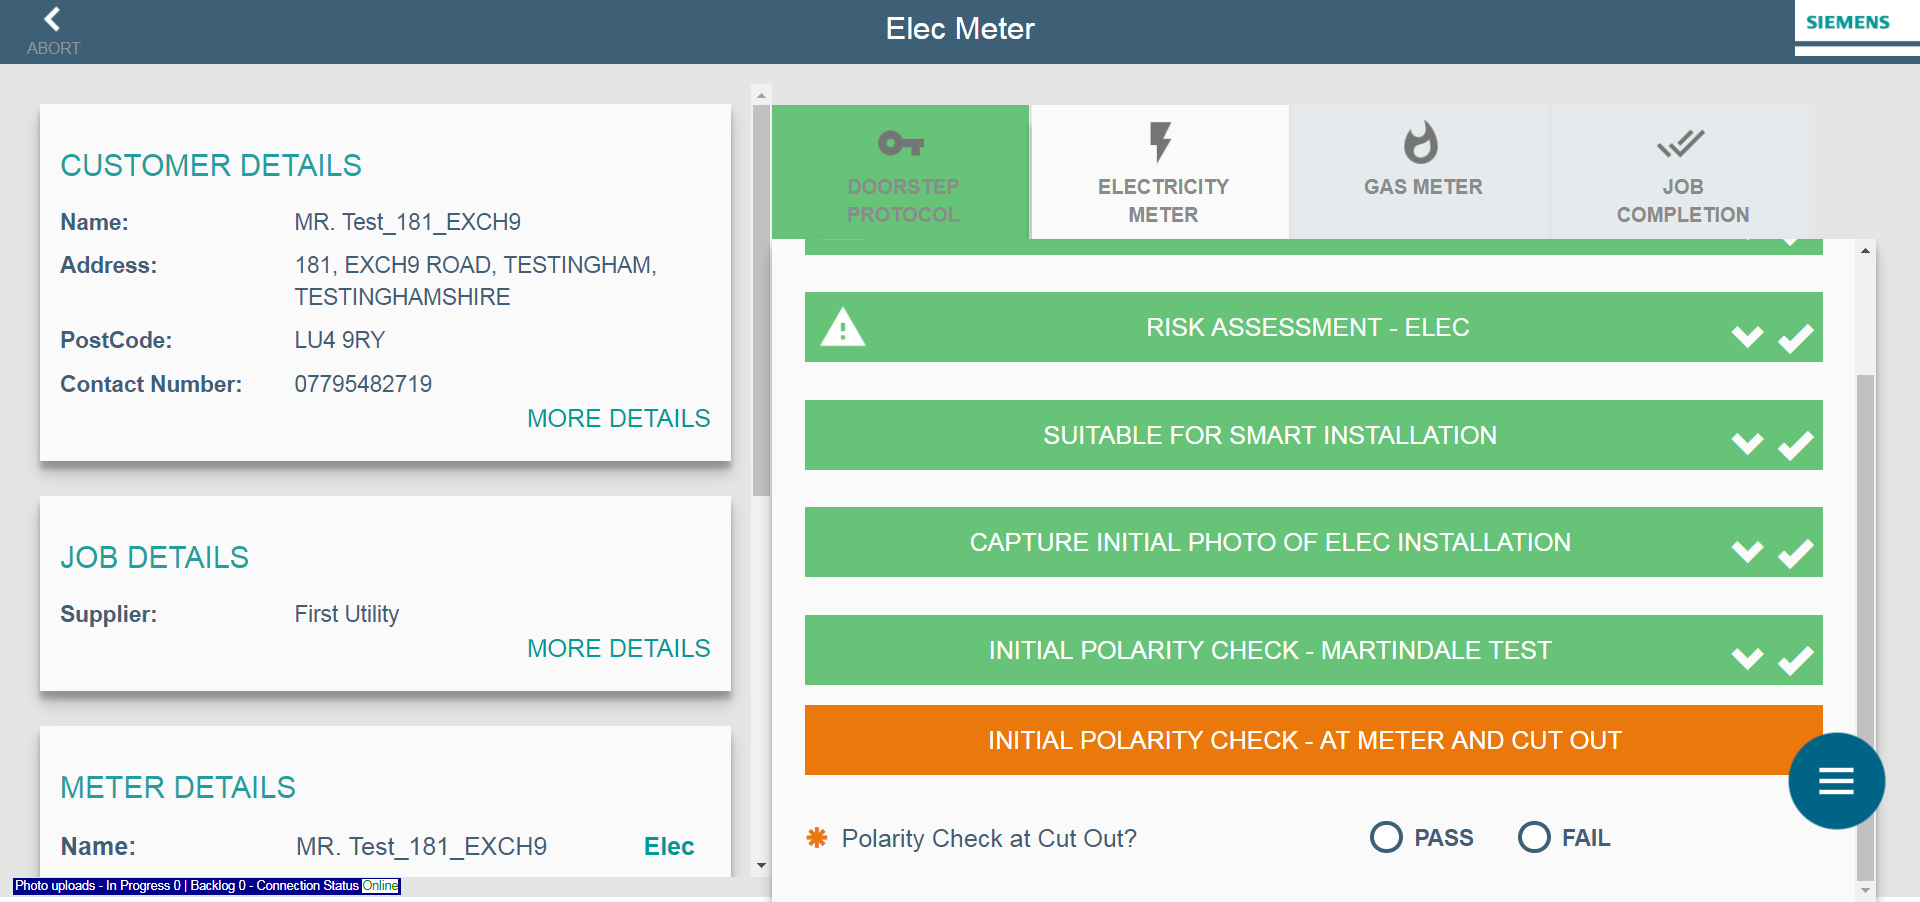 ABORT
Elec Meter
SIEMENS
CUSTOMER DETAILS
Name: MR. Test_181_EXCH9
Address: 181, EXCH9 ROAD, TESTINGHAM,
TESTINGHAMSHIRE
PostCode: LU4 9RY
Contact Number: 07795482719
MORE DETAILS
JOB DETAILS
Supplier: First Utility
MORE DETAILS
METER DETAILS
Name: MR. Test_181_EXCH9 Elec
Photo uploads - In Progress 0 | Backlog 0 - Connection Status Online
DOORSTEP
PROTOCOL
ELECTRICITY
METER
GAS METER
JOB
COMPLETION
RISK ASSESSMENT - ELEC
SUITABLE FOR SMART INSTALLATION
CAPTURE INITIAL PHOTO OF ELEC INSTALLATION
INITIAL POLARITY CHECK - MARTINDALE TEST
INITIAL POLARITY CHECK - AT METER AND CUT OUT
✱ Polarity Check at Cut Out? PASS FAIL